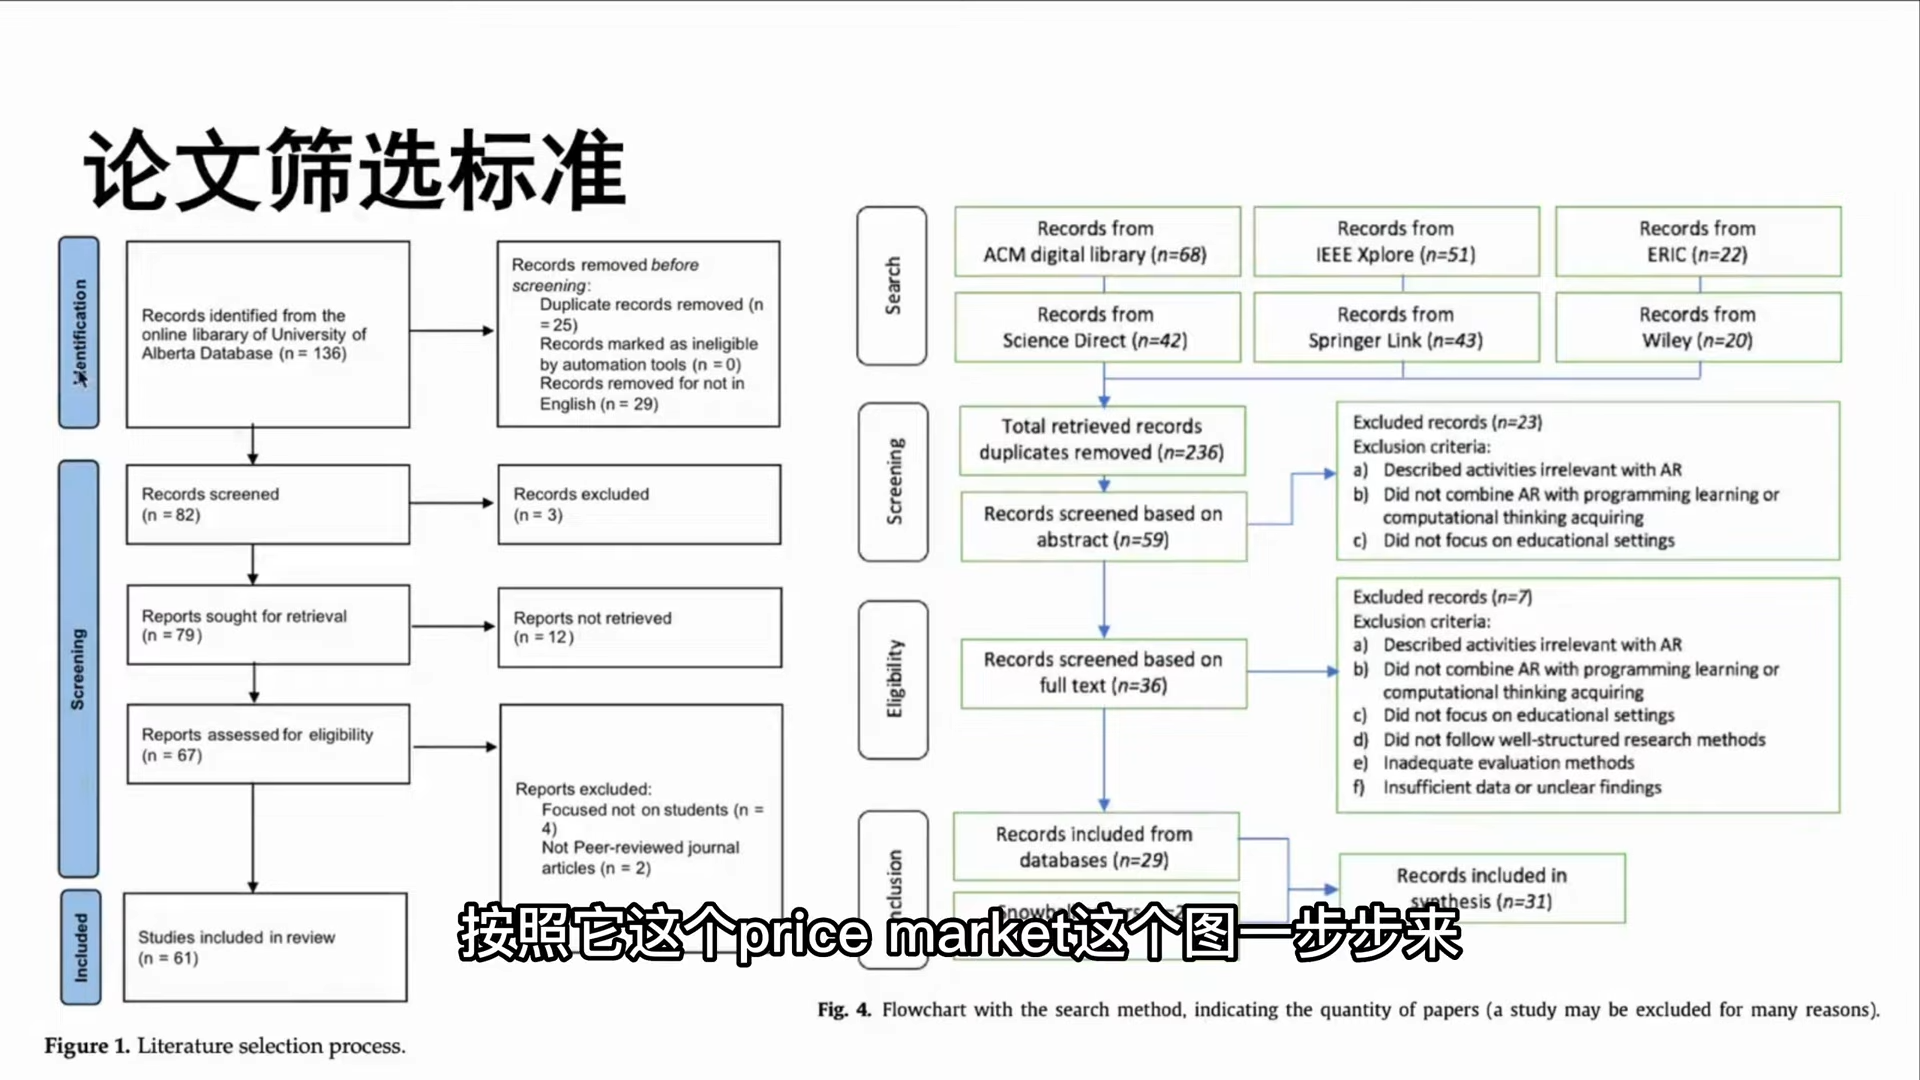 论文筛选标准
Identification
Records identified from the
online libarary of University of
Alberta Database (n = 136)
Records removed before
screening:
Duplicate records removed (n
= 25)
Records marked as ineligible
by automation tools (n = 0)
Records removed for not in
English (n = 29)
Screening
Records screened
(n = 82)
Records excluded
(n = 3)
Reports sought for retrieval
(n = 79)
Reports not retrieved
(n = 12)
Reports assessed for eligibility
(n = 67)
Reports excluded:
Focused not on students (n =
4)
Not Peer-reviewed journal
articles (n = 2)
Included
Studies included in review
(n = 61)
Figure 1. Literature selection process.
Search
Records from
ACM digital library (n=68)
Records from
IEEE Xplore (n=51)
Records from
ERIC (n=22)
Records from
Science Direct (n=42)
Records from
Springer Link (n=43)
Records from
Wiley (n=20)
Screening
Total retrieved records
duplicates removed (n=236)
Records screened based on
abstract (n=59)
Excluded records (n=23)
Exclusion criteria:
a) Described activities irrelevant with AR
b) Did not combine AR with programming learning or
computational thinking acquiring
c) Did not focus on educational settings
Eligibility
Records screened based on
full text (n=36)
Excluded records (n=7)
Exclusion criteria:
a) Described activities irrelevant with AR
b) Did not combine AR with programming learning or
computational thinking acquiring
c) Did not focus on educational settings
d) Did not follow well-structured research methods
e) Inadequate evaluation methods
f) Insufficient data or unclear findings
Inclusion
Records included from
databases (n=29)
Records included in
synthesis (n=31)
按照它这个price market这个图一步步来
Fig. 4. Flowchart with the search method, indicating the quantity of papers (a study may be excluded for many reasons).